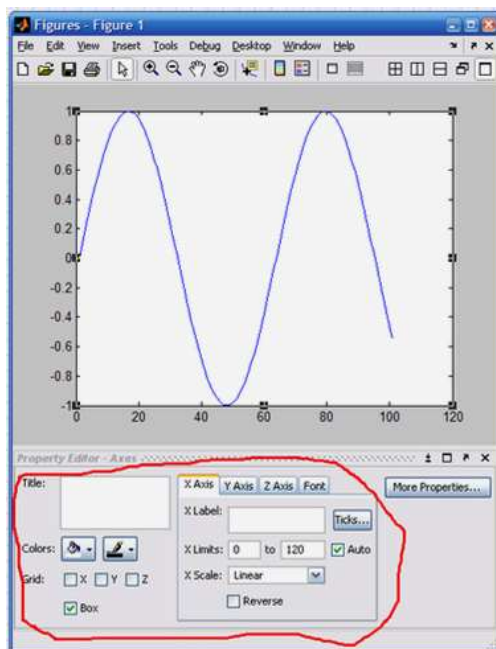 Figures - Figure 1
File Edit View Insert Tools Debug Desktop Window Help
1
0.8
0.6
0.4
0.2
0
-0.2
-0.4
-0.6
-0.8
-1
0 20 40 60 80 100 120
Property Editor - Axes
Title:
X Axis Y Axis Z Axis Font
More Properties...
X Label:
Ticks...
Colors:
X Limits: 0 to 120 Auto
Grid: X Y Z
X Scale: Linear
Box
Reverse